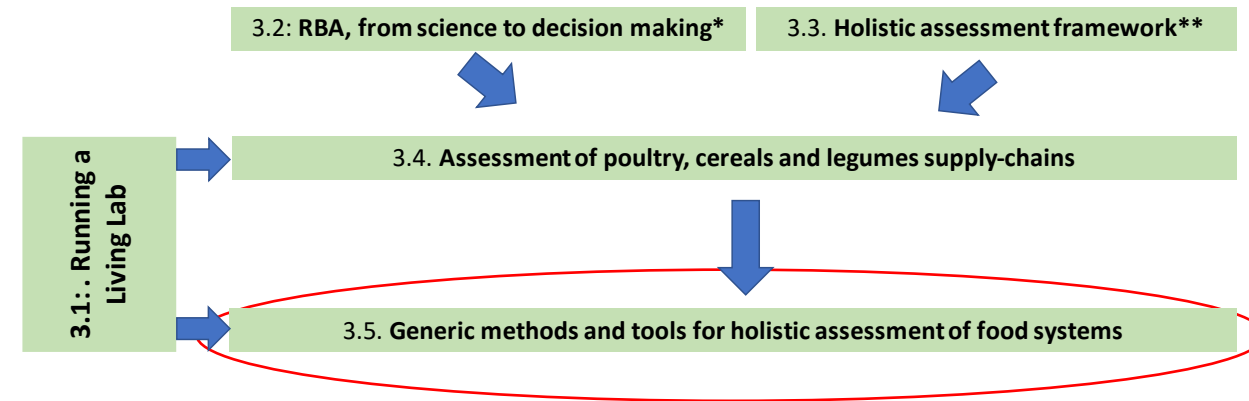 3.2: RBA, from science to decision making*
3.3. Holistic assessment framework**
3.1: . Running a
Living Lab
3.4. Assessment of poultry, cereals and legumes supply-chains
3.5. Generic methods and tools for holistic assessment of food systems